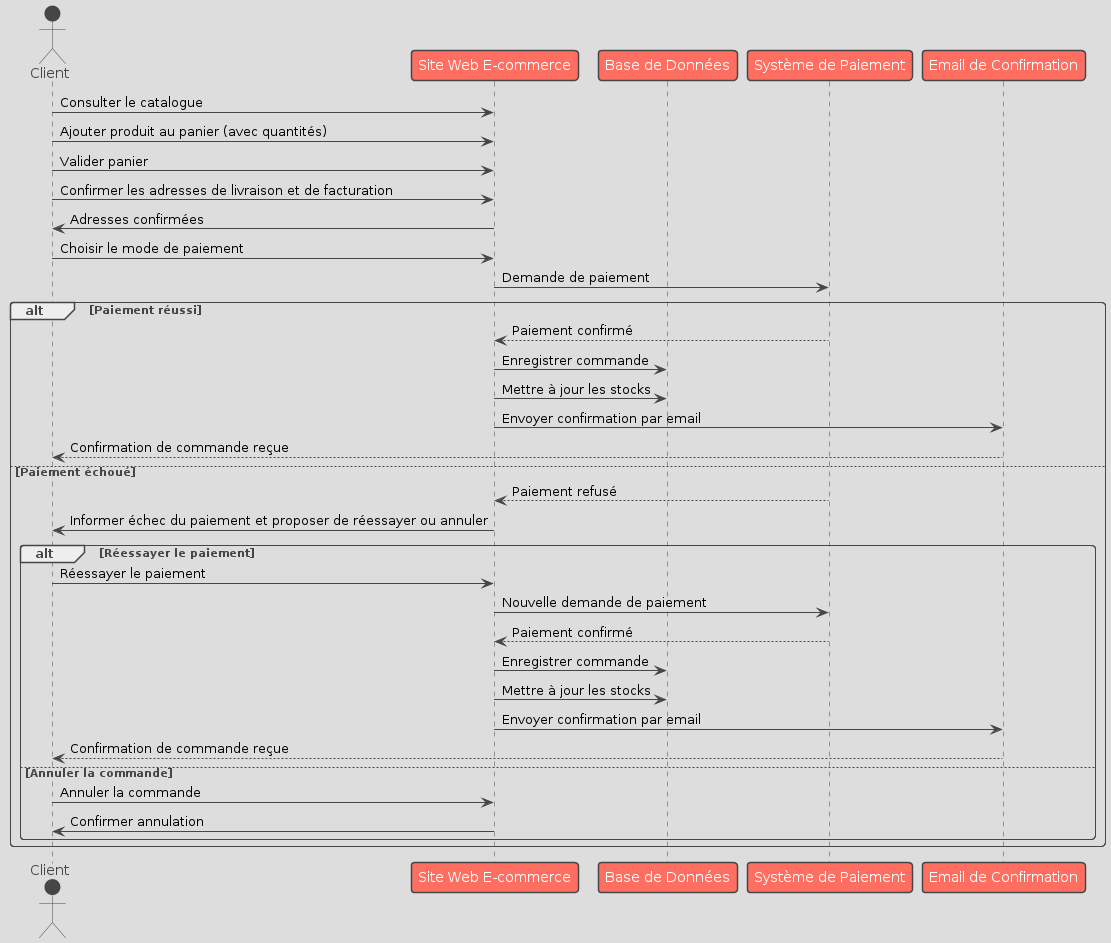 Client
Site Web E-commerce
Base de Données
Système de Paiement
Email de Confirmation
Consulter le catalogue
Ajouter produit au panier (avec quantités)
Valider panier
Confirmer les adresses de livraison et de facturation
Adresses confirmées
Choisir le mode de paiement
Demande de paiement
alt
[Paiement réussi]
Paiement confirmé
Enregistrer commande
Mettre à jour les stocks
Envoyer confirmation par email
Confirmation de commande reçue
[Paiement échoué]
Paiement refusé
Informer échec du paiement et proposer de réessayer ou annuler
alt
[Réessayer le paiement]
Réessayer le paiement
Nouvelle demande de paiement
Paiement confirmé
Enregistrer commande
Mettre à jour les stocks
Envoyer confirmation par email
Confirmation de commande reçue
[Annuler la commande]
Annuler la commande
Confirmer annulation
Client
Site Web E-commerce
Base de Données
Système de Paiement
Email de Confirmation